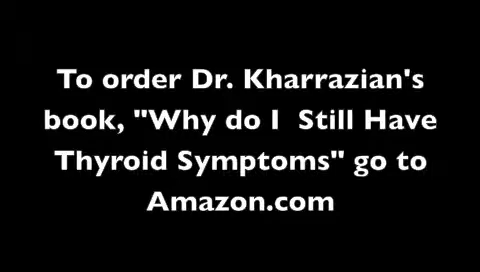 To order Dr. Kharrazian's
book, "Why do I  Still Have
Thyroid Symptoms" go to
Amazon.com